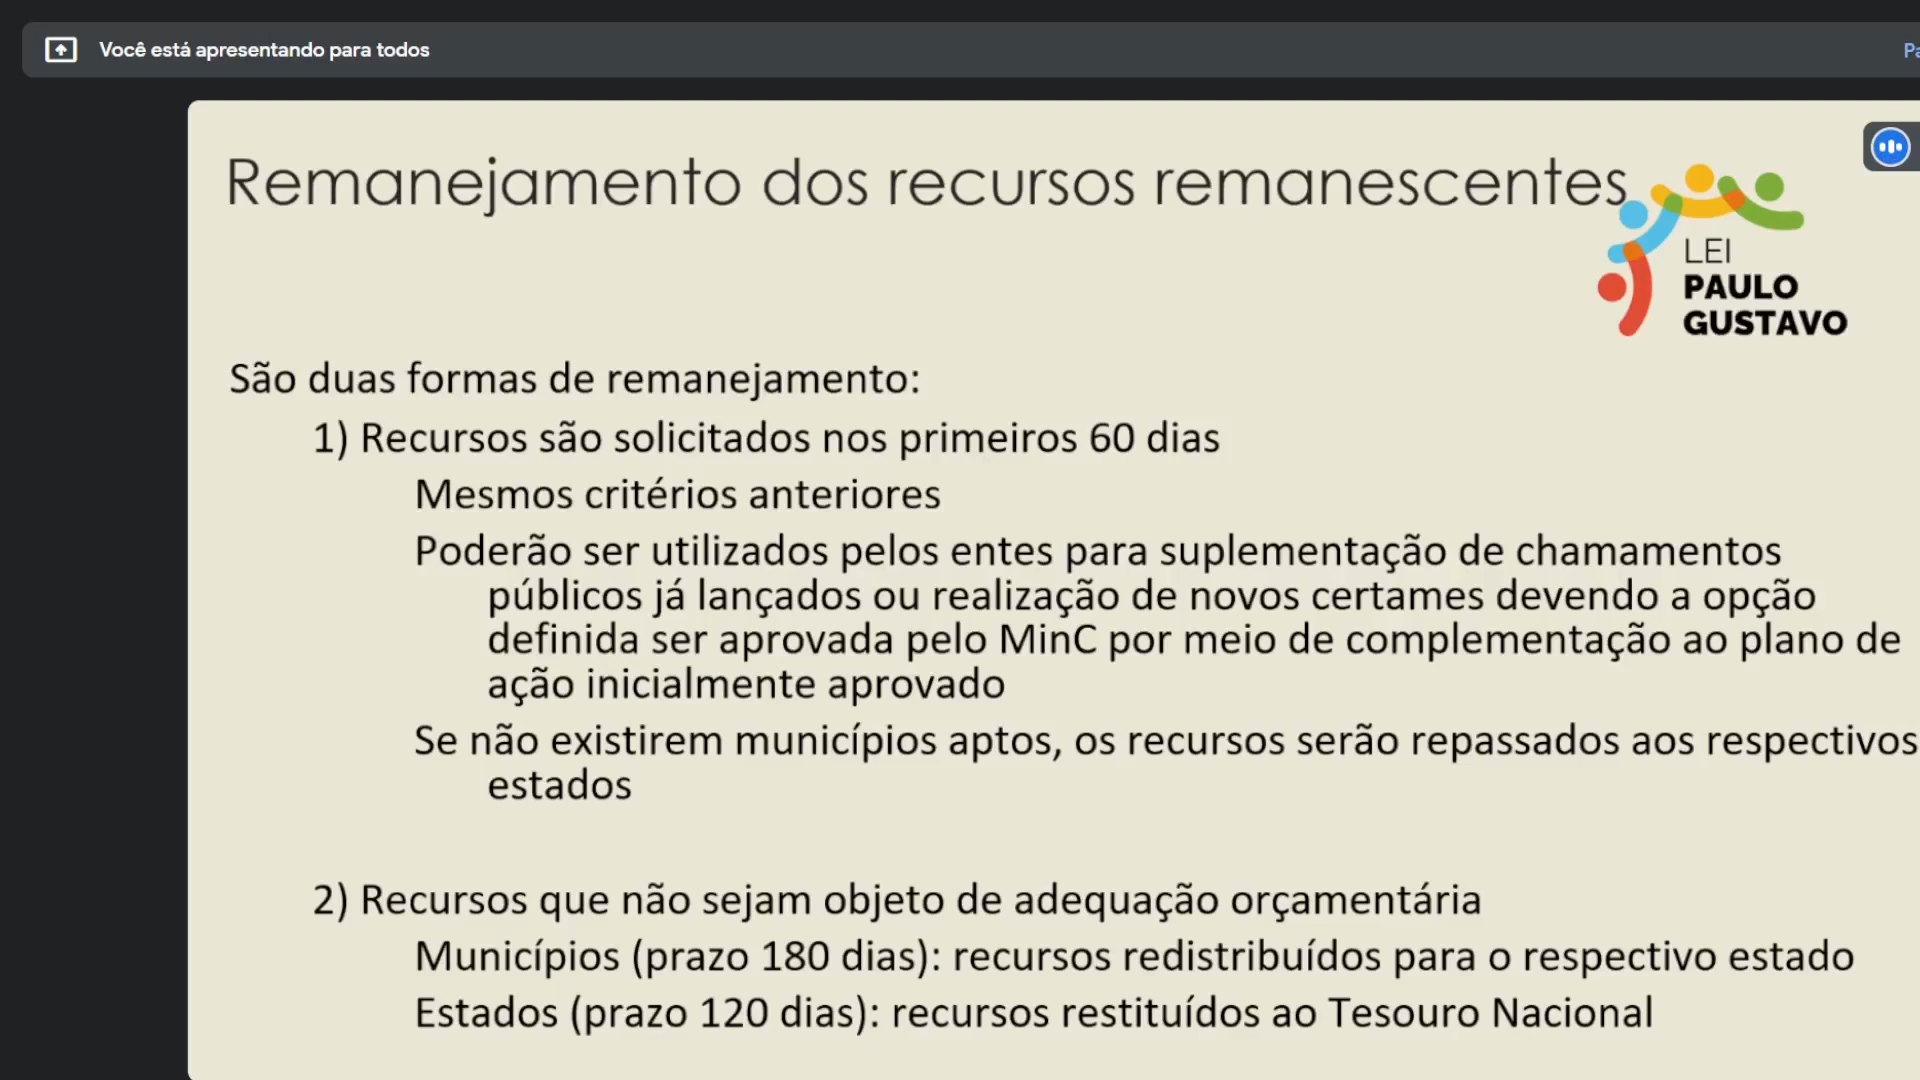 Você está apresentando para todos
Remanejamento dos recursos remanescentes
LEI
PAULO
GUSTAVO
São duas formas de remanejamento:
1) Recursos são solicitados nos primeiros 60 dias
Mesmos critérios anteriores
Poderão ser utilizados pelos entes para suplementação de chamamentos
públicos já lançados ou realização de novos certames devendo a opção
definida ser aprovada pelo MinC por meio de complementação ao plano de
ação inicialmente aprovado
Se não existirem municípios aptos, os recursos serão repassados aos respectivos
estados
2) Recursos que não sejam objeto de adequação orçamentária
Municípios (prazo 180 dias): recursos redistribuídos para o respectivo estado
Estados (prazo 120 dias): recursos restituídos ao Tesouro Nacional